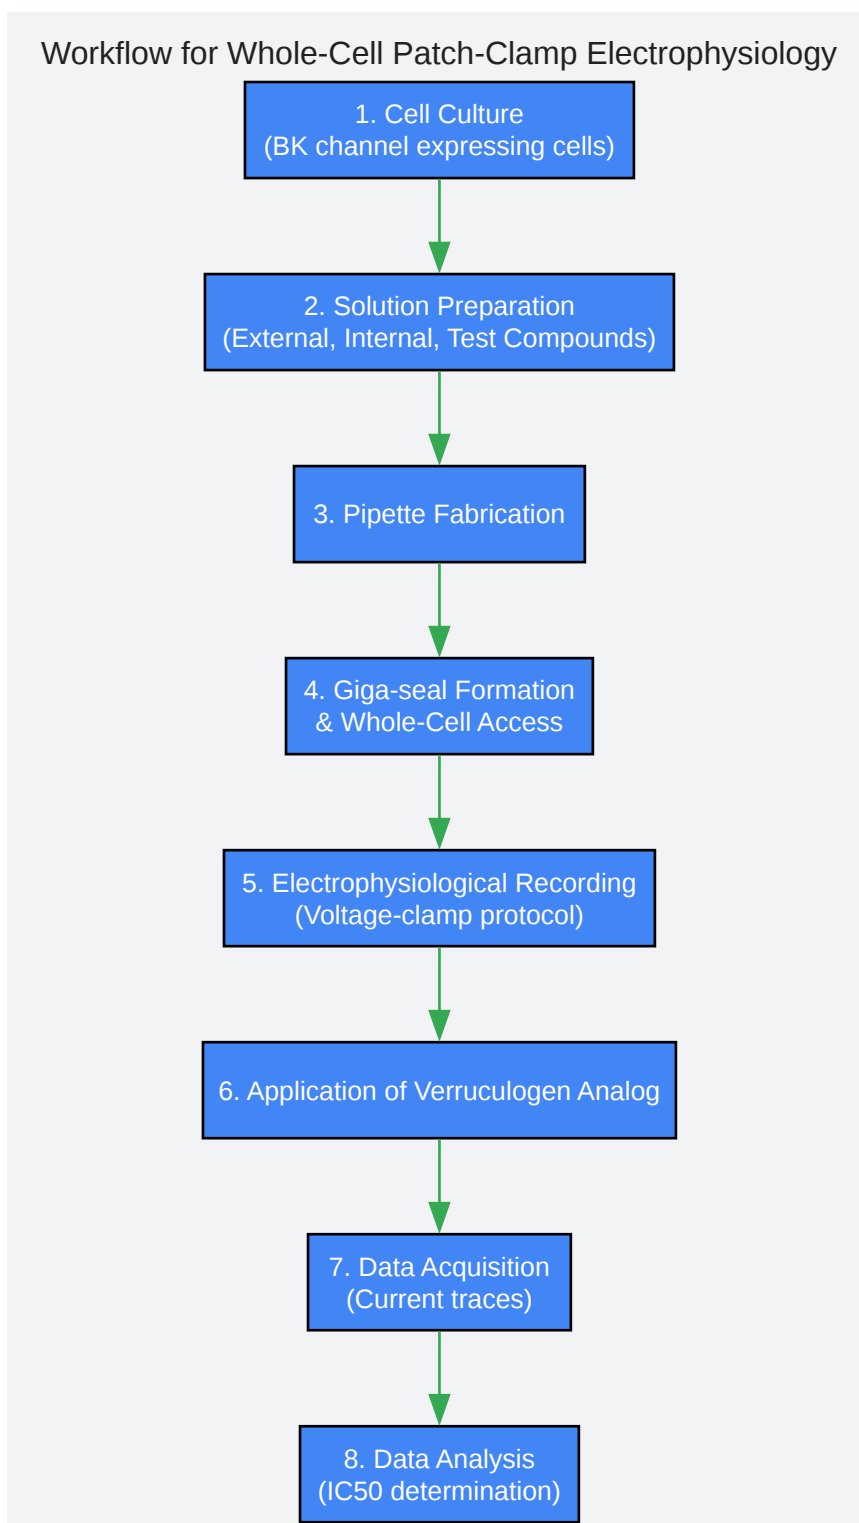 Workflow for Whole-Cell Patch-Clamp Electrophysiology
1. Cell Culture
(BK channel expressing cells)
2. Solution Preparation
(External, Internal, Test Compounds)
3. Pipette Fabrication
4. Giga-seal Formation
& Whole-Cell Access
5. Electrophysiological Recording
(Voltage-clamp protocol)
6. Application of Verruculogen Analog
7. Data Acquisition
(Current traces)
8. Data Analysis
(IC50 determination)